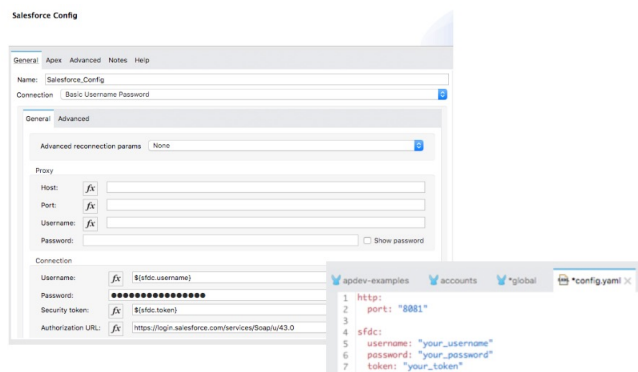 Salesforce Config
General Apex Advanced Notes Help
Name: Salesforce_Config
Connection Basic Username Password
General Advanced
Advanced reconnection params None
Proxy
Host: fx
Port: fx
Username: fx
Password: Show password
Connection
Username: fx ${sfdc.username}
Password: ●●●●●●●●●●●●●●●●
Security token: fx ${sfdc.token}
Authorization URL: fx https://login.salesforce.com/services/Soap/u/43.0
apdev-examples accounts *global *config.yaml
1 http:
2 port: "8081"
3
4 sfdc:
5 username: "your_username"
6 password: "your_password"
7 token: "your_token"